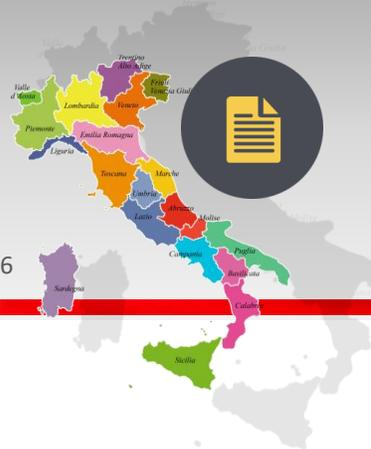 Trentino
Alto Adige
Valle
d'Aosta
Friuli
Venezia Giuli
Lombardia
Veneto
Piemonte
Emilia Romagna
Liguria
Toscana
Marche
Umbria
Abruzzo
Lazio
Molise
Puglia
Campania
6
Basilicata
Sardegna
Calabria
Sicilia